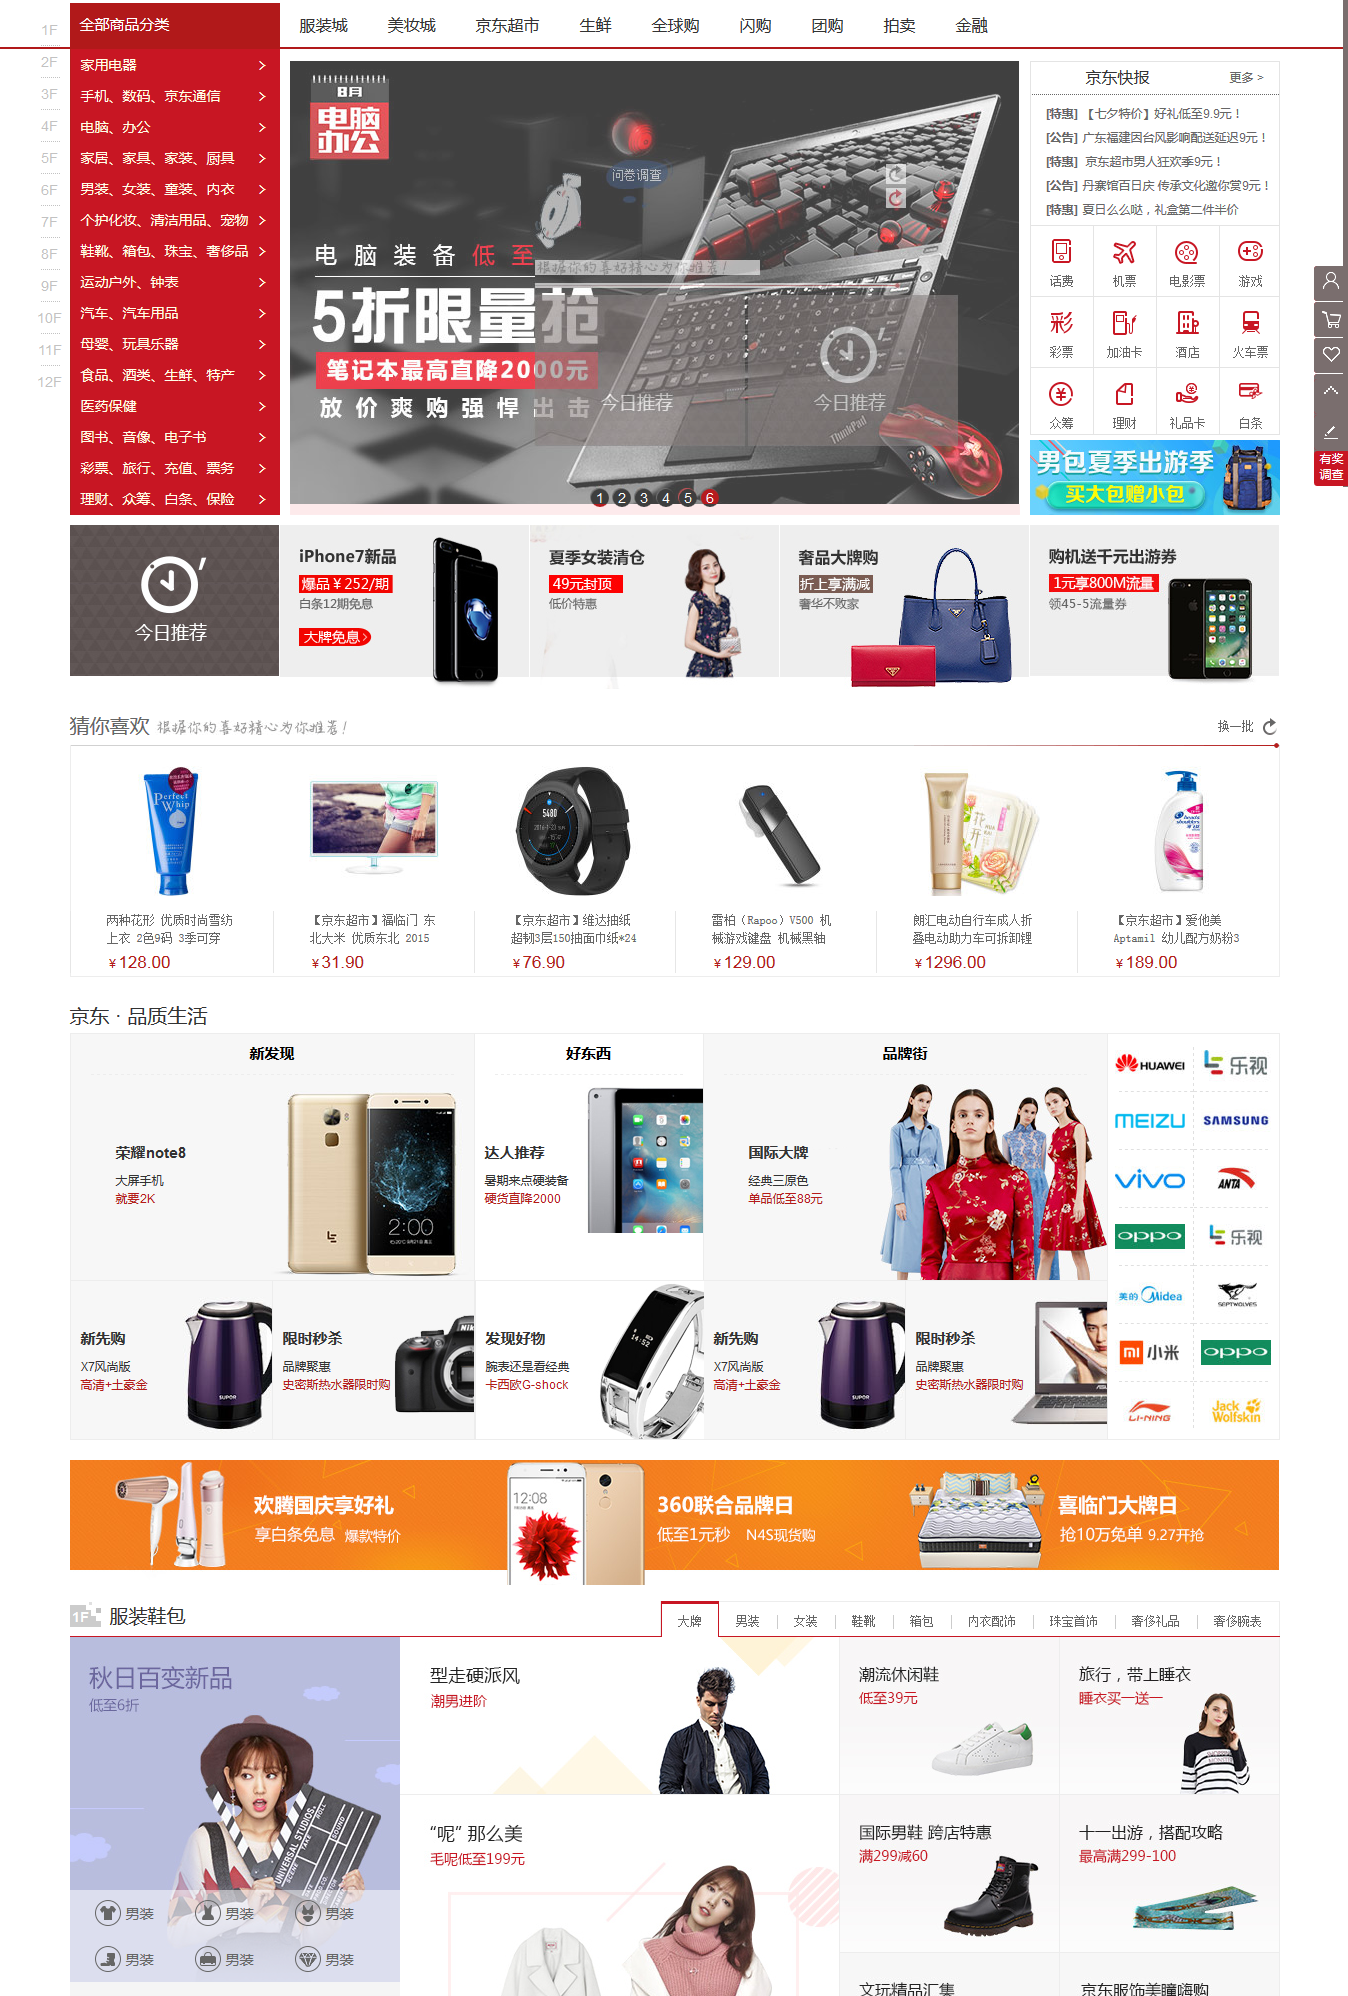 全部商品分类
服装城 美妆城 京东超市 生鲜 全球购 闪购 团购 拍卖 金融
1F
2F
3F
4F
5F
6F
7F
8F
9F
10F
11F
12F
家用电器
手机、数码、京东通信
电脑、办公
家居、家具、家装、厨具
男装、女装、童装、内衣
个护化妆、清洁用品、宠物
鞋靴、箱包、珠宝、奢侈品
运动户外、钟表
汽车、汽车用品
母婴、玩具乐器
食品、酒类、生鲜、特产
医药保健
图书、音像、电子书
彩票、旅行、充值、票务
理财、众筹、白条、保险
8月
电脑
办公
问卷调查
电脑装备低至
根据你的喜好精心为你推荐！
5折限量抢
笔记本最高直降2000元
放价爽购强悍出击
今日推荐 今日推荐
ThinkPad
1 2 3 4 5 6
京东快报 更多 >
[特惠] 【七夕特价】好礼低至9.9元！
[公告] 广东福建因台风影响配送延迟9元！
[特惠] 京东超市男人狂欢季9元！
[公告] 丹寨馆百日庆 传承文化邀你赏9元！
[特惠] 夏日么么哒，礼盒第二件半价
话费 机票 电影票 游戏
彩票 加油卡 酒店 火车票
众筹 理财 礼品卡 白条
男包夏季出游季
买大包赠小包
有奖
调查
今日推荐
iPhone7新品
爆品￥252/期
白条12期免息
大牌免息 >
夏季女装清仓
49元封顶
低价特惠
奢品大牌购
折上享满减
奢华不败家
购机送千元出游券
1元享800M流量
领45-5流量券
猜你喜欢 根据你的喜好精心为你推荐！ 换一批
Perfect
Whip
5480
head&
shoulders
两种花形 优质时尚雪纺
上衣 2色9码 3季可穿
￥128.00
【京东超市】福临门 东
北大米 优质东北 2015
￥31.90
【京东超市】维达抽纸
超韧3层150抽面巾纸*24
￥76.90
雷柏（Rapoo）V500 机
械游戏键盘 机械黑轴
￥129.00
朗汇电动自行车成人折
叠电动助力车可拆卸锂
￥1296.00
【京东超市】爱他美
Aptamil 幼儿配方奶粉3
￥189.00
京东 · 品质生活
新发现
荣耀note8
大屏手机
就要2K
2:00
好东西
达人推荐
暑期来点硬装备
硬货直降2000
品牌街
国际大牌
经典三原色
单品低至88元
HUAWEI 乐视
MEIZU SAMSUNG
vivo ANTA
oppo 乐视
美的 Midea SEPTWOLVES
小米 oppo
LI-NING Jack Wolfskin
新先购
X7风尚版
高清+土豪金
SUPOR
限时秒杀
品牌聚惠
史密斯热水器限时购
Nik
发现好物
腕表还是看经典
卡西欧G-shock
14:52
新先购
X7风尚版
高清+土豪金
SUPOR
限时秒杀
品牌聚惠
史密斯热水器限时购
欢腾国庆享好礼
享白条免息 爆款特价
12:08
360联合品牌日
低至1元秒 N4S现货购
喜临门大牌日
抢10万免单 9.27开抢
1F 服装鞋包
大牌 男装 女装 鞋靴 箱包 内衣配饰 珠宝首饰 奢侈礼品 奢侈腕表
秋日百变新品
低至6折
UNIVERSAL STUDIOS
SCENE
TAKE
ROLL
SOUND
男装 男装 男装
男装 男装 男装
型走硬派风
潮男进阶
潮流休闲鞋
低至39元
旅行，带上睡衣
睡衣买一送一
“呢” 那么美
毛呢低至199元
国际男鞋 跨店特惠
满299减60
十一出游，搭配攻略
最高满299-100
文玩精品汇集
京东服饰美瞳嗨购